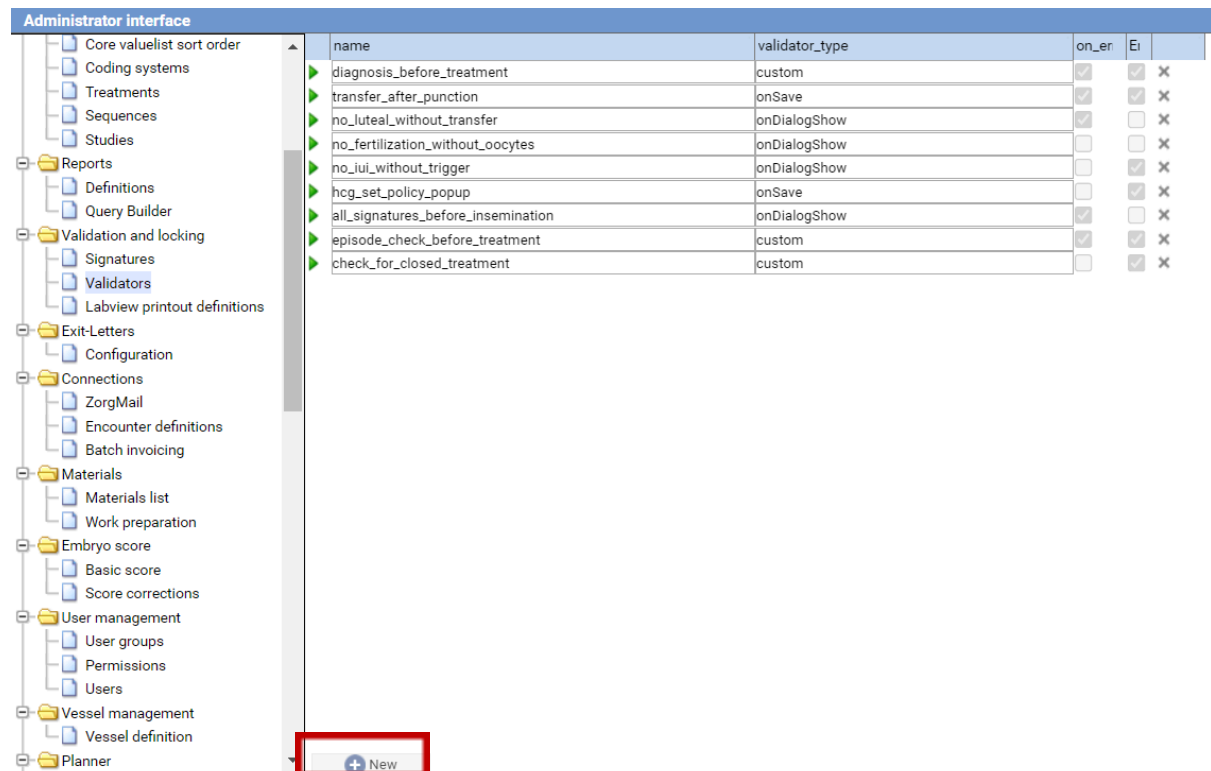 Administrator interface
Core valuelist sort order
Coding systems
Treatments
Sequences
Studies
Reports
Definitions
Query Builder
Validation and locking
Signatures
Validators
Labview printout definitions
Exit-Letters
Configuration
Connections
ZorgMail
Encounter definitions
Batch invoicing
Materials
Materials list
Work preparation
Embryo score
Basic score
Score corrections
User management
User groups
Permissions
Users
Vessel management
Vessel definition
Planner
name validator_type on_er Er
diagnosis_before_treatment custom
transfer_after_punction onSave
no_luteal_without_transfer onDialogShow
no_fertilization_without_oocytes onDialogShow
no_iui_without_trigger onDialogShow
hcg_set_policy_popup onSave
all_signatures_before_insemination onDialogShow
episode_check_before_treatment custom
check_for_closed_treatment custom
New